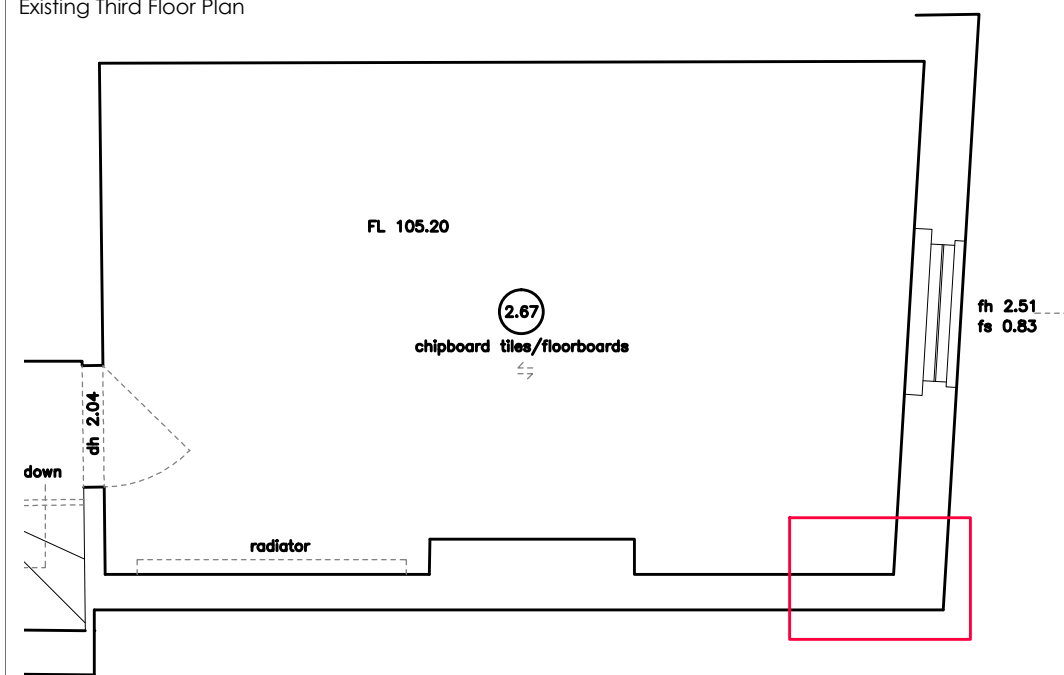 Existing Third Floor Plan
FL 105.20
2.67
chipboard tiles/floorboards
fh 2.51
fs 0.83
dh 2.04
down
radiator